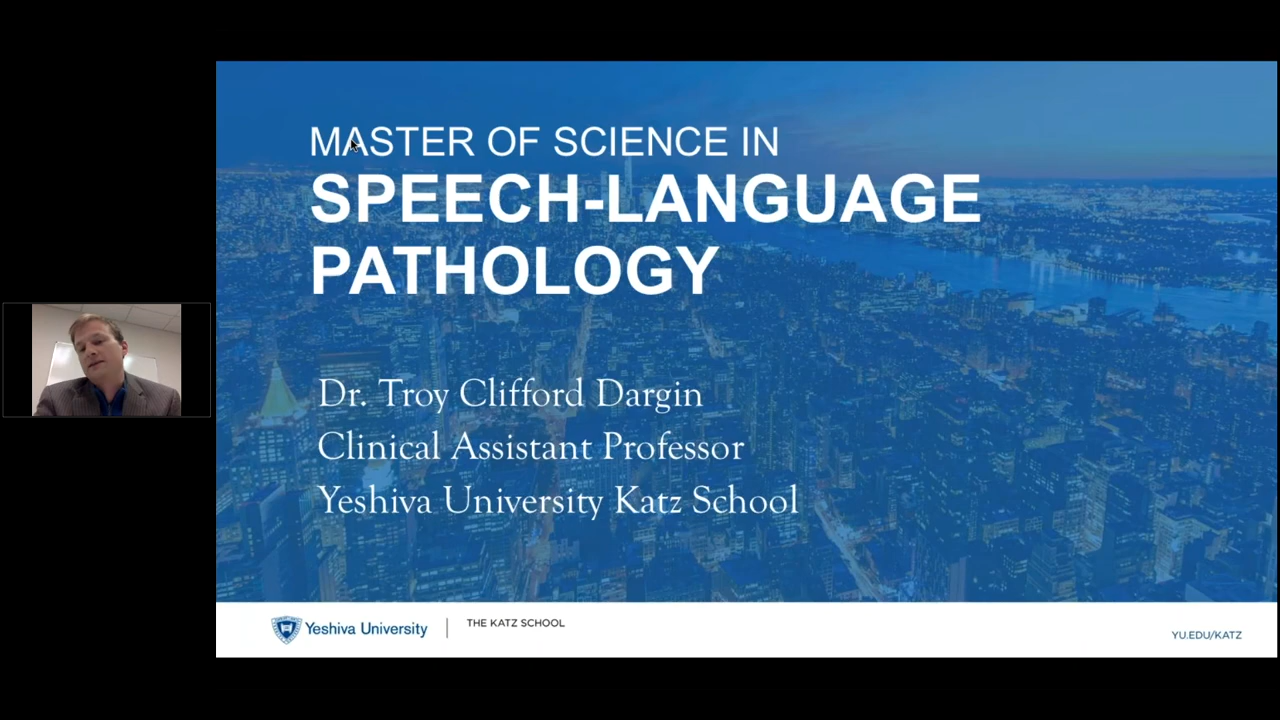 MASTER OF SCIENCE IN
SPEECH-LANGUAGE
PATHOLOGY
Dr. Troy Clifford Dargin
Clinical Assistant Professor
Yeshiva University Katz School
Yeshiva University
THE KATZ SCHOOL
YU.EDU/KATZ